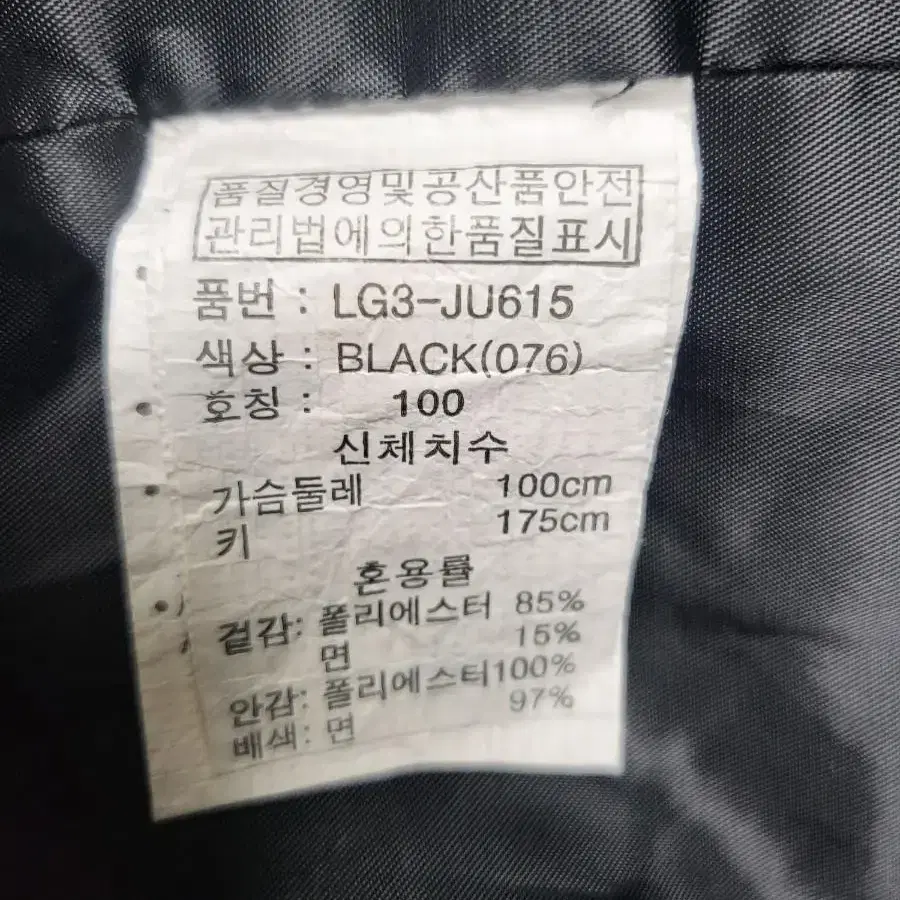 품질경영및공산품안전
관리법에의한품질표시
품번 : LG3-JU615
색상 : BLACK(076)
호칭 : 100
신체치수
가슴둘레 100cm
키 175cm
혼용률
겉감: 폴리에스터 85%
면 15%
안감: 폴리에스터100%
배색: 면 97%